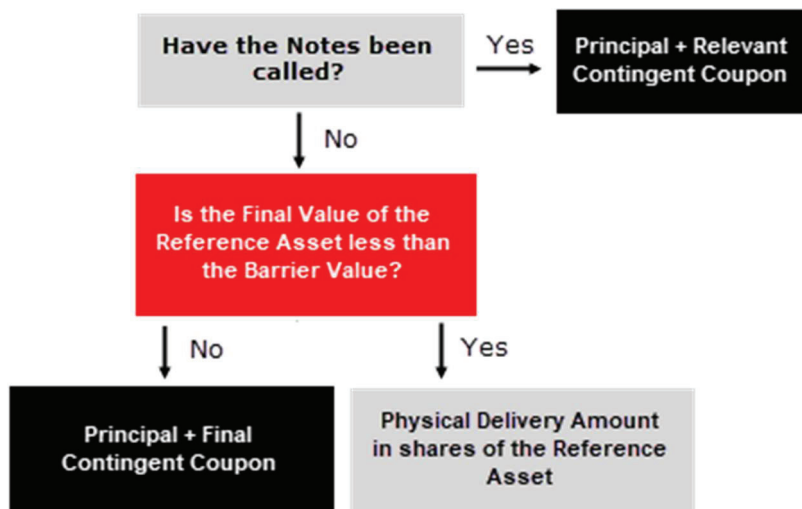 Have the Notes been
called?
Yes
Principal + Relevant
Contingent Coupon
No
Is the Final Value of the
Reference Asset less than
the Barrier Value?
No
Yes
Principal + Final
Contingent Coupon
Physical Delivery Amount
in shares of the Reference
Asset